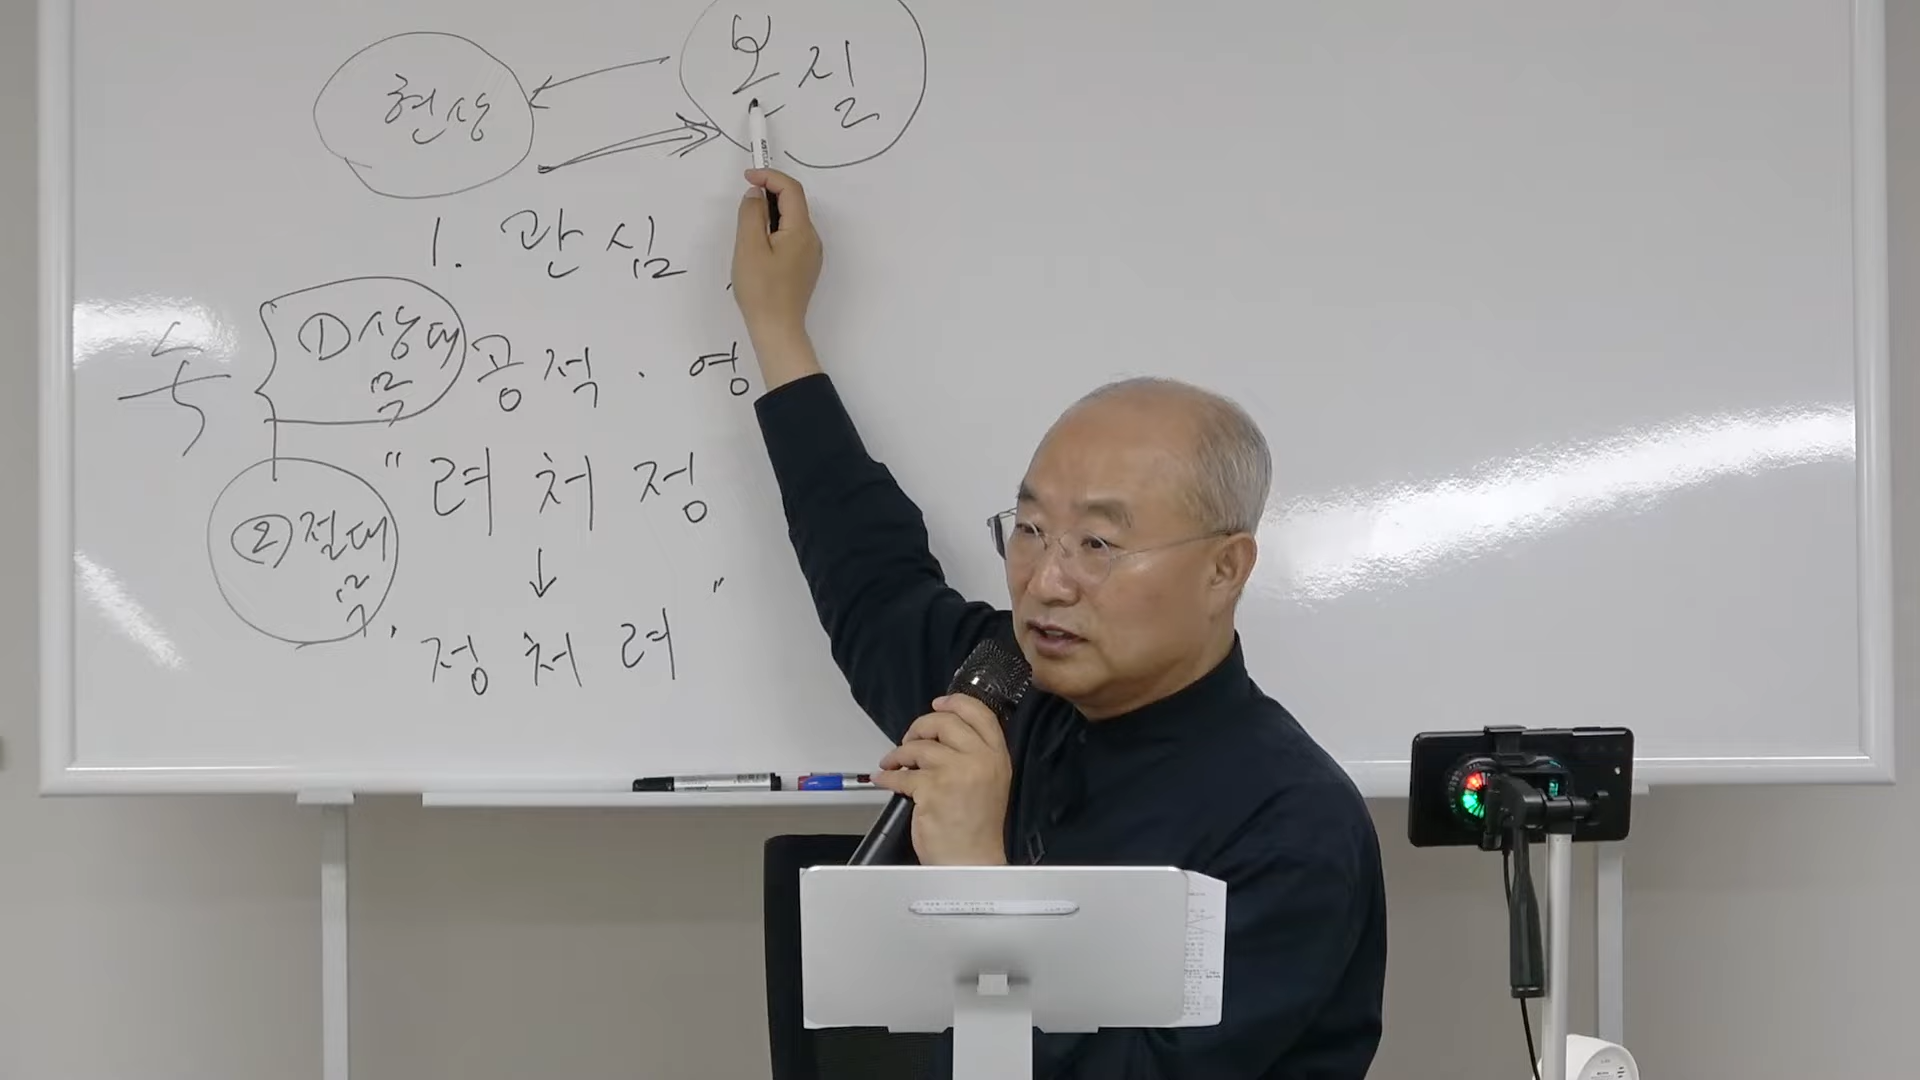 현상 본질
1. 관심
속 ①상대 공적 · 영
"려처정
↓
②절대
정처려"